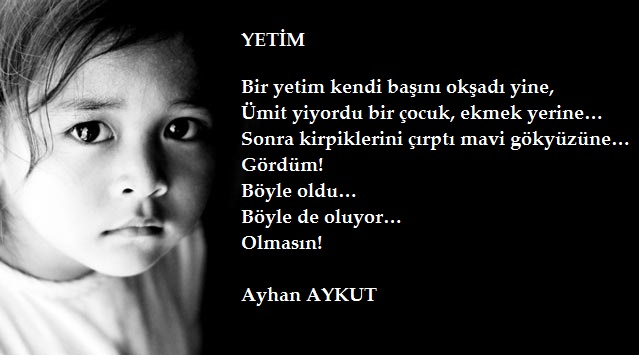 YETİM
Bir yetim kendi başını okşadı yine,
Ümit yiyordu bir çocuk, ekmek yerine…
Sonra kirpiklerini çırptı mavi gökyüzüne…
Gördüm!
Böyle oldu…
Böyle de oluyor…
Olmasın!
Ayhan AYKUT